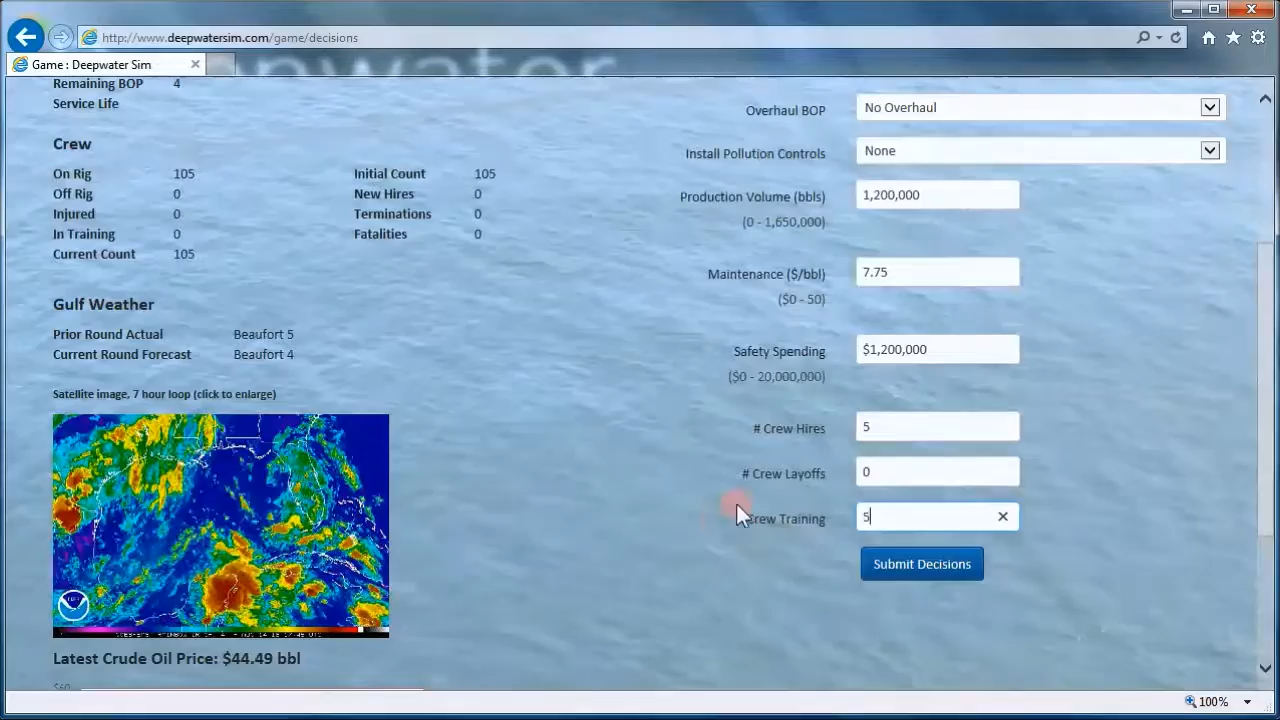 http://www.deepwatersim.com/game/decisions
Game : Deepwater Sim
Remaining BOP 4
Service Life
Crew
On Rig 105
Off Rig 0
Injured 0
In Training 0
Current Count 105
Initial Count 105
New Hires 0
Terminations 0
Fatalities 0
Gulf Weather
Prior Round Actual Beaufort 5
Current Round Forecast Beaufort 4
Satellite image, 7 hour loop (click to enlarge)
Latest Crude Oil Price: $44.49 bbl
$60
Overhaul BOP No Overhaul
Install Pollution Controls None
Production Volume (bbls) 1,200,000
(0 - 1,650,000)
Maintenance ($/bbl) 7.75
($0 - 50)
Safety Spending $1,200,000
($0 - 20,000,000)
# Crew Hires 5
# Crew Layoffs 0
Crew Training 5
Submit Decisions
100%